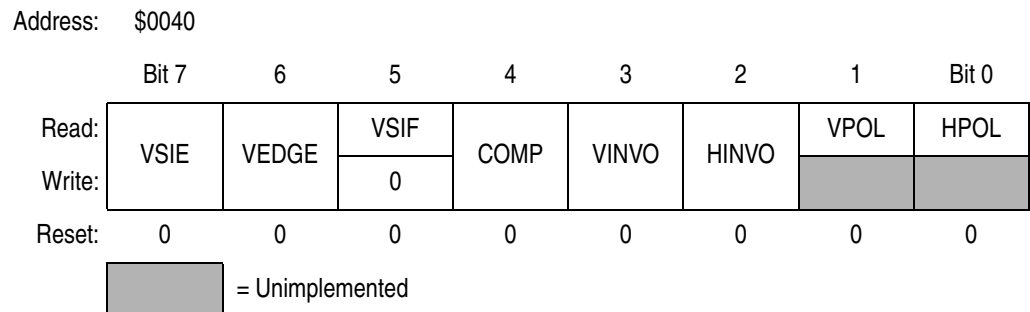 Address: $0040
Bit 7 6 5 4 3 2 1 Bit 0
Read: VSIE VEDGE VSIF COMP VINVO HINVO VPOL HPOL
Write: 0
Reset: 0 0 0 0 0 0 0 0
= Unimplemented